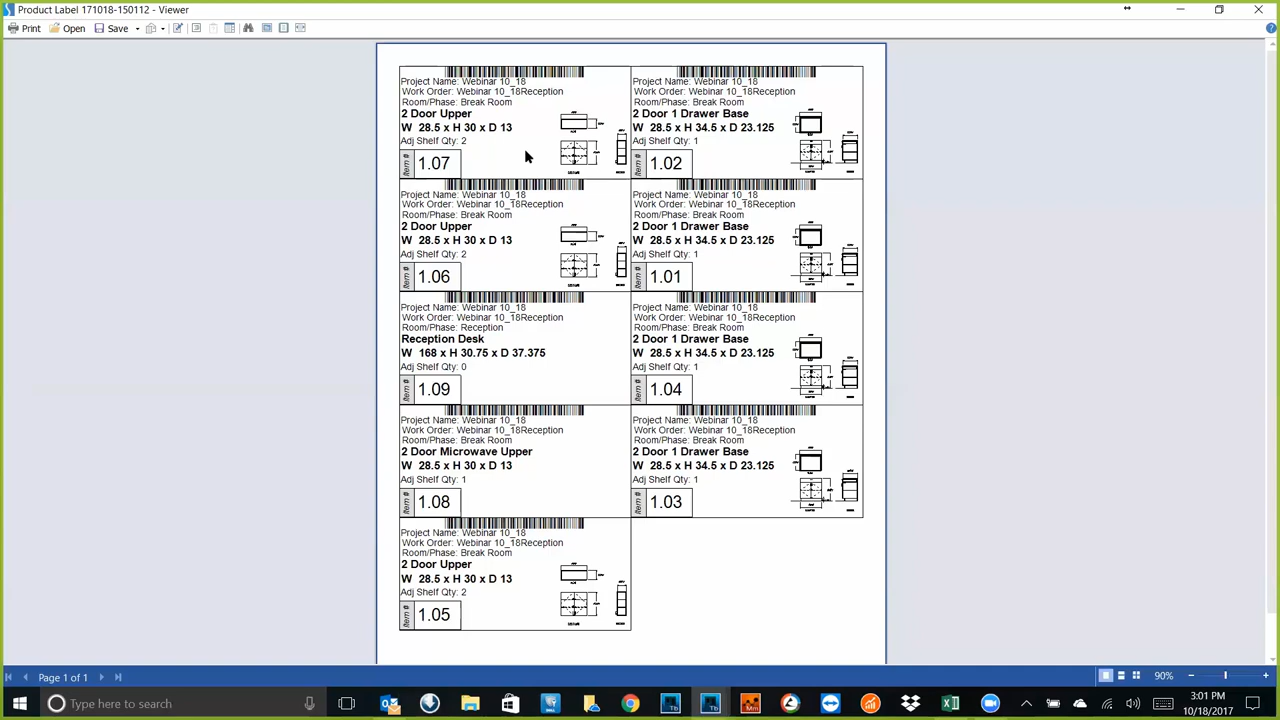 Product Label 171018-150112 - Viewer
Print Open Save
Project Name: Webinar 10_18
Work Order: Webinar 10_18Reception
Room/Phase: Break Room
2 Door Upper
W 28.5 x H 30 x D 13
Adj Shelf Qty: 2
Item # 1.07
Project Name: Webinar 10_18
Work Order: Webinar 10_18Reception
Room/Phase: Break Room
2 Door 1 Drawer Base
W 28.5 x H 34.5 x D 23.125
Adj Shelf Qty: 1
Item # 1.02
Project Name: Webinar 10_18
Work Order: Webinar 10_18Reception
Room/Phase: Break Room
2 Door Upper
W 28.5 x H 30 x D 13
Adj Shelf Qty: 2
Item # 1.06
Project Name: Webinar 10_18
Work Order: Webinar 10_18Reception
Room/Phase: Break Room
2 Door 1 Drawer Base
W 28.5 x H 34.5 x D 23.125
Adj Shelf Qty: 1
Item # 1.01
Project Name: Webinar 10_18
Work Order: Webinar 10_18Reception
Room/Phase: Reception
Reception Desk
W 168 x H 30.75 x D 37.375
Adj Shelf Qty: 0
Item # 1.09
Project Name: Webinar 10_18
Work Order: Webinar 10_18Reception
Room/Phase: Break Room
2 Door 1 Drawer Base
W 28.5 x H 34.5 x D 23.125
Adj Shelf Qty: 1
Item # 1.04
Project Name: Webinar 10_18
Work Order: Webinar 10_18Reception
Room/Phase: Break Room
2 Door Microwave Upper
W 28.5 x H 30 x D 13
Adj Shelf Qty: 1
Item # 1.08
Project Name: Webinar 10_18
Work Order: Webinar 10_18Reception
Room/Phase: Break Room
2 Door 1 Drawer Base
W 28.5 x H 34.5 x D 23.125
Adj Shelf Qty: 1
Item # 1.03
Project Name: Webinar 10_18
Work Order: Webinar 10_18Reception
Room/Phase: Break Room
2 Door Upper
W 28.5 x H 30 x D 13
Adj Shelf Qty: 2
Item # 1.05
Page 1 of 1
90%
Type here to search
Tb
Tb
Mm
3:01 PM
10/18/2017